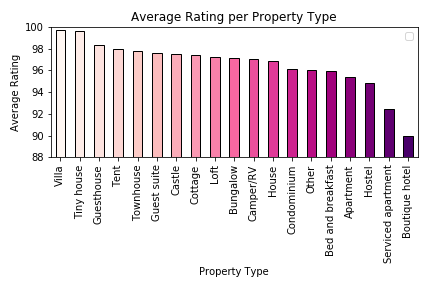 Average Rating per Property Type
Average Rating
100
98
96
94
92
90
88
Villa
Tiny house
Guesthouse
Tent
Townhouse
Guest suite
Castle
Cottage
Loft
Bungalow
Camper/RV
House
Condominium
Other
Bed and breakfast
Apartment
Hostel
Serviced apartment
Boutique hotel
Property Type